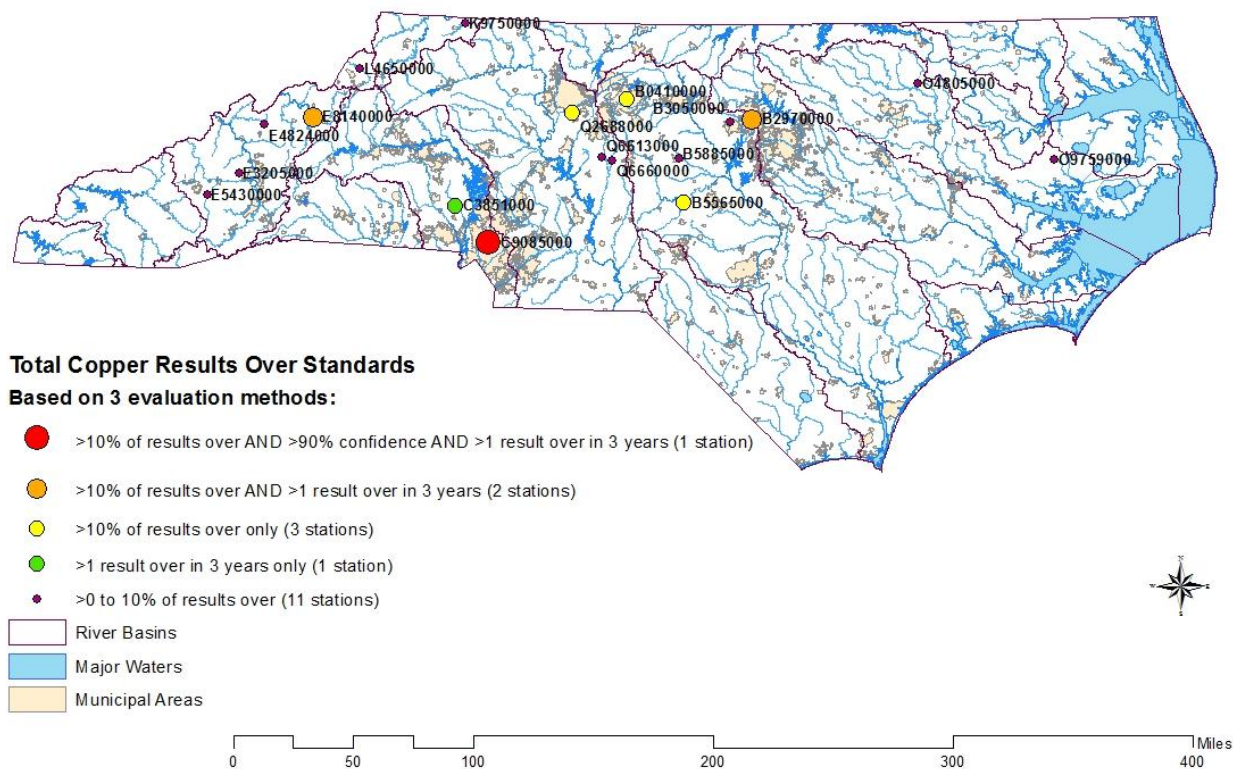 K9750000
L4650000
O4805000
B0410000
B3050000
E8140000
B2970000
E4824000
Q2688000
Q6613000
B5885000
O9759000
E3205000
Q6660000
E5430000
C3851000
B5565000
C9085000
Total Copper Results Over Standards
Based on 3 evaluation methods:
>10% of results over AND >90% confidence AND >1 result over in 3 years (1 station)
>10% of results over AND >1 result over in 3 years (2 stations)
>10% of results over only (3 stations)
>1 result over in 3 years only (1 station)
>0 to 10% of results over (11 stations)
River Basins
Major Waters
Municipal Areas
N
W
E
S
Miles
0 50 100 200 300 400